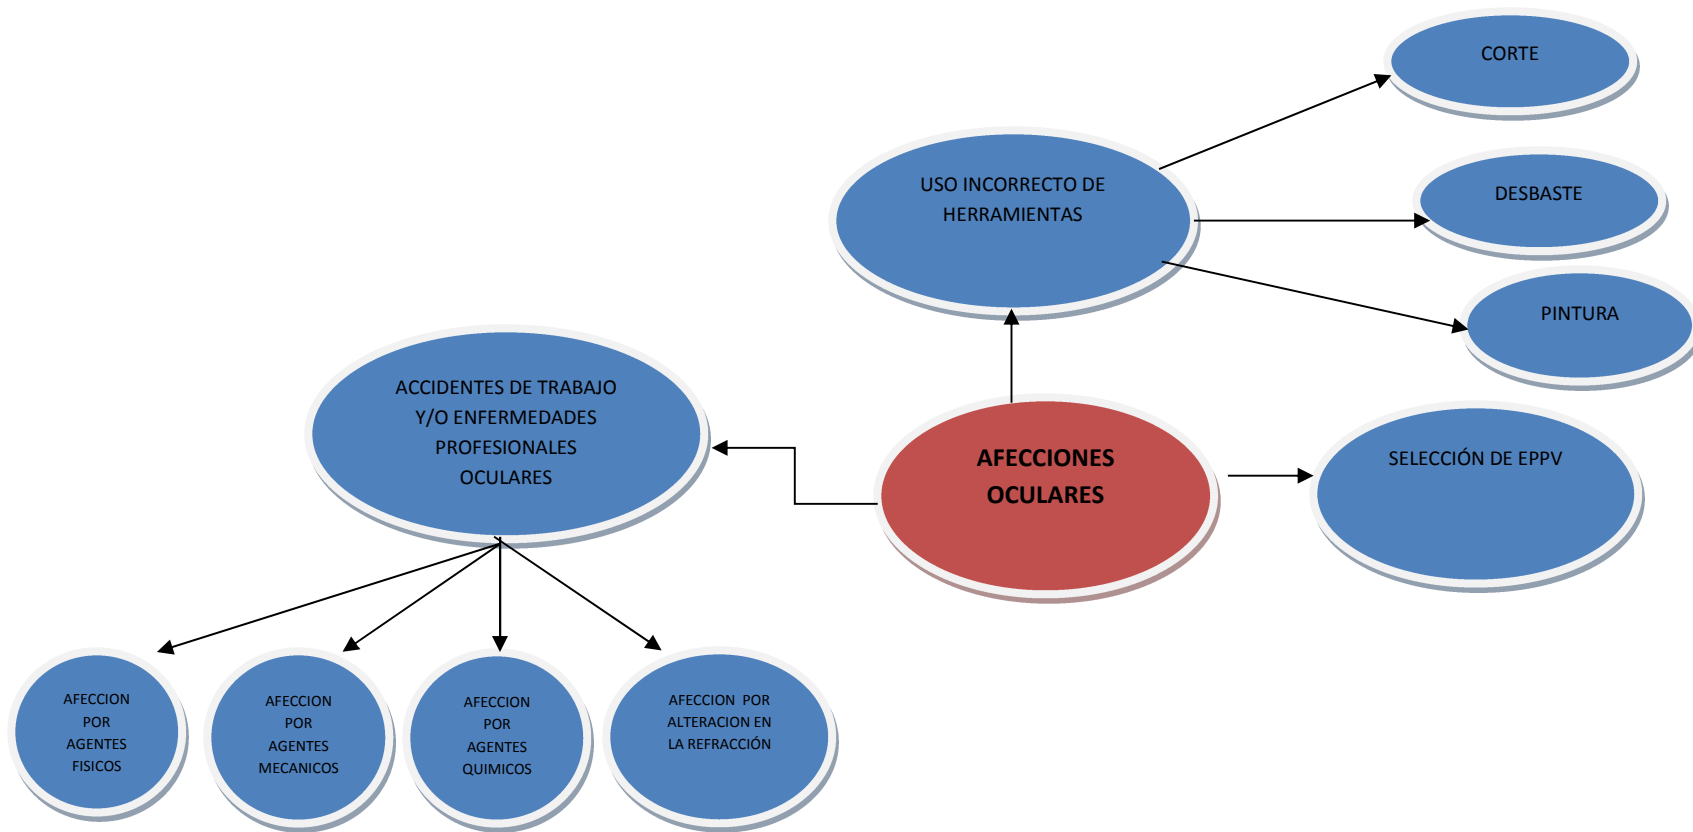 CORTE
USO INCORRECTO DE
HERRAMIENTAS
DESBASTE
PINTURA
ACCIDENTES DE TRABAJO
Y/O ENFERMEDADES
PROFESIONALES
OCULARES
AFECCIONES
OCULARES
SELECCIÓN DE EPPV
AFECCION
POR
AGENTES
FISICOS
AFECCION
POR
AGENTES
MECANICOS
AFECCION
POR
AGENTES
QUIMICOS
AFECCION POR
ALTERACION EN
LA REFRACCIÓN